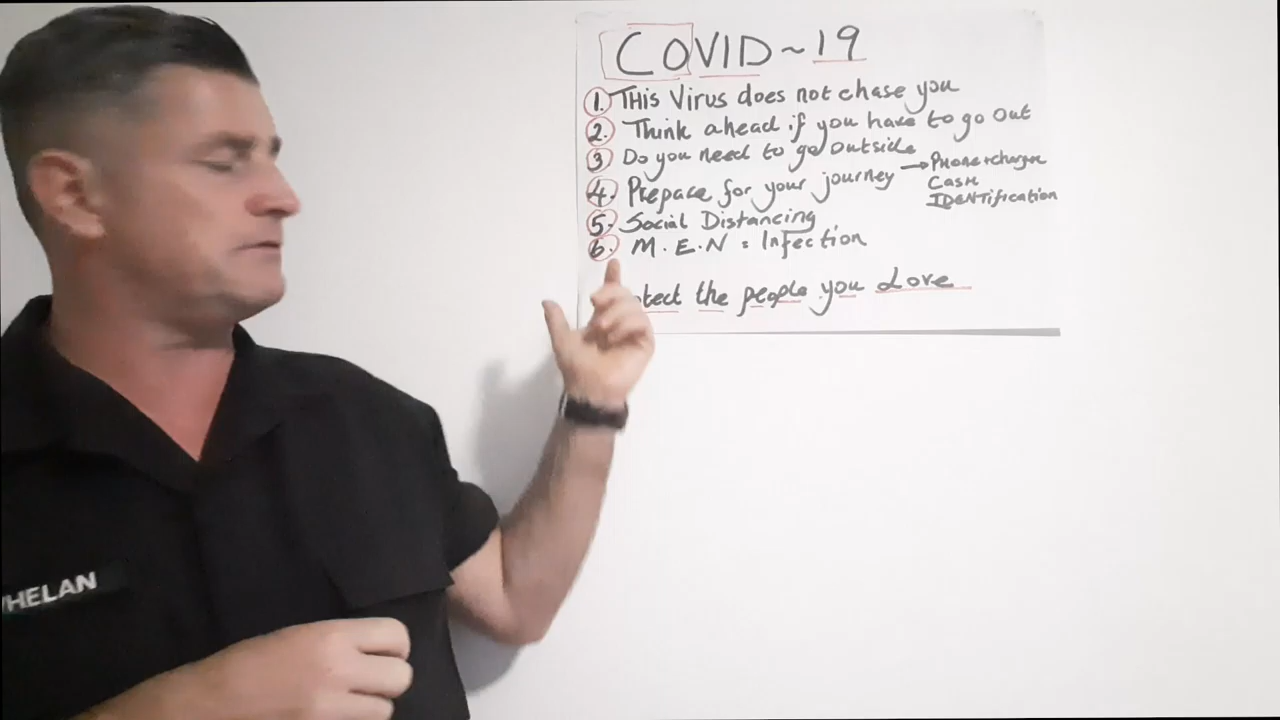 COVID~19
1. THis Virus does not chase you
2. Think ahead if you have to go out
3 Do you need to go outside
4. Prepare for your journey → Phone + charger
Cash
IDENTification
5. Social Distancing
6. M.E.N = Infection
tect the people you Love
HELAN